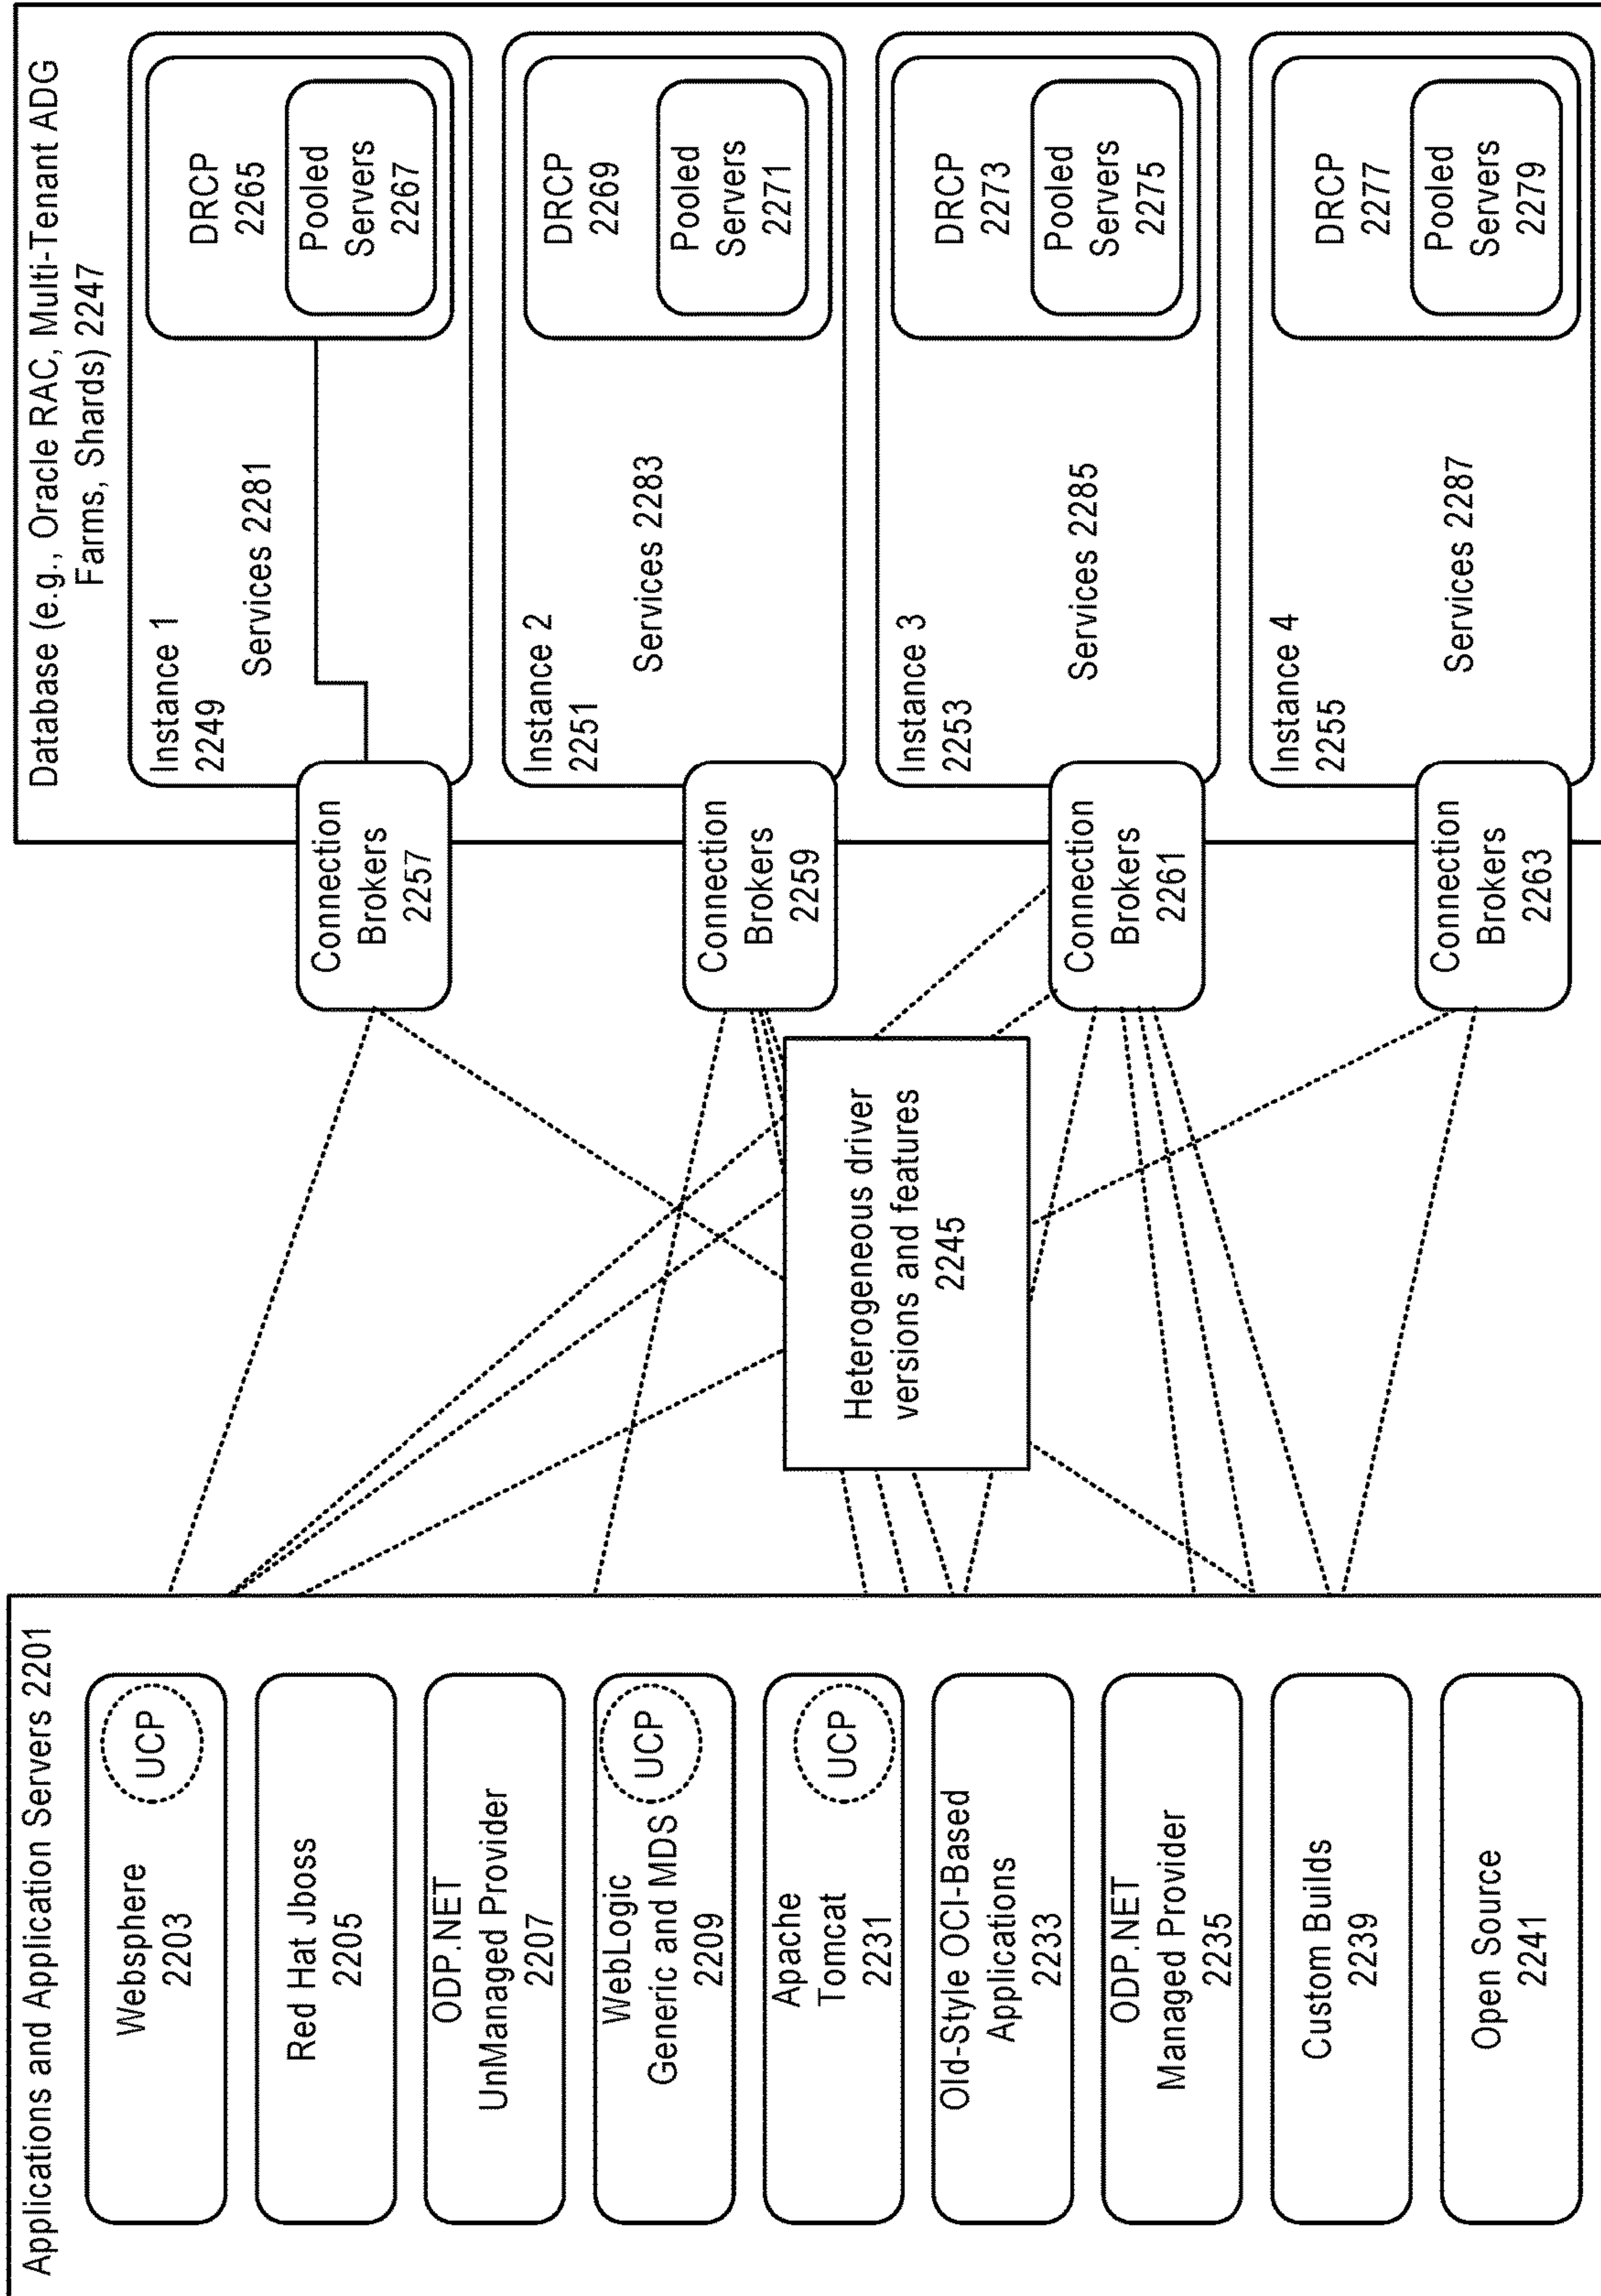 Applications and Application Servers 2201
Websphere
2203
UCP
Red Hat Jboss
2205
ODP.NET
UnManaged Provider
2207
WebLogic
Generic and MDS
2209
UCP
Apache
Tomcat
2231
UCP
Old-Style OCI-Based
Applications
2233
ODP.NET
Managed Provider
2235
Custom Builds
2239
Open Source
2241
Heterogeneous driver
versions and features
2245
Database (e.g., Oracle RAC, Multi-Tenant ADG
Farms, Shards) 2247
Connection
Brokers
2257
Instance 1
2249
Services 2281
DRCP
2265
Pooled
Servers
2267
Connection
Brokers
2259
Instance 2
2251
Services 2283
DRCP
2269
Pooled
Servers
2271
Connection
Brokers
2261
Instance 3
2253
Services 2285
DRCP
2273
Pooled
Servers
2275
Connection
Brokers
2263
Instance 4
2255
Services 2287
DRCP
2277
Pooled
Servers
2279